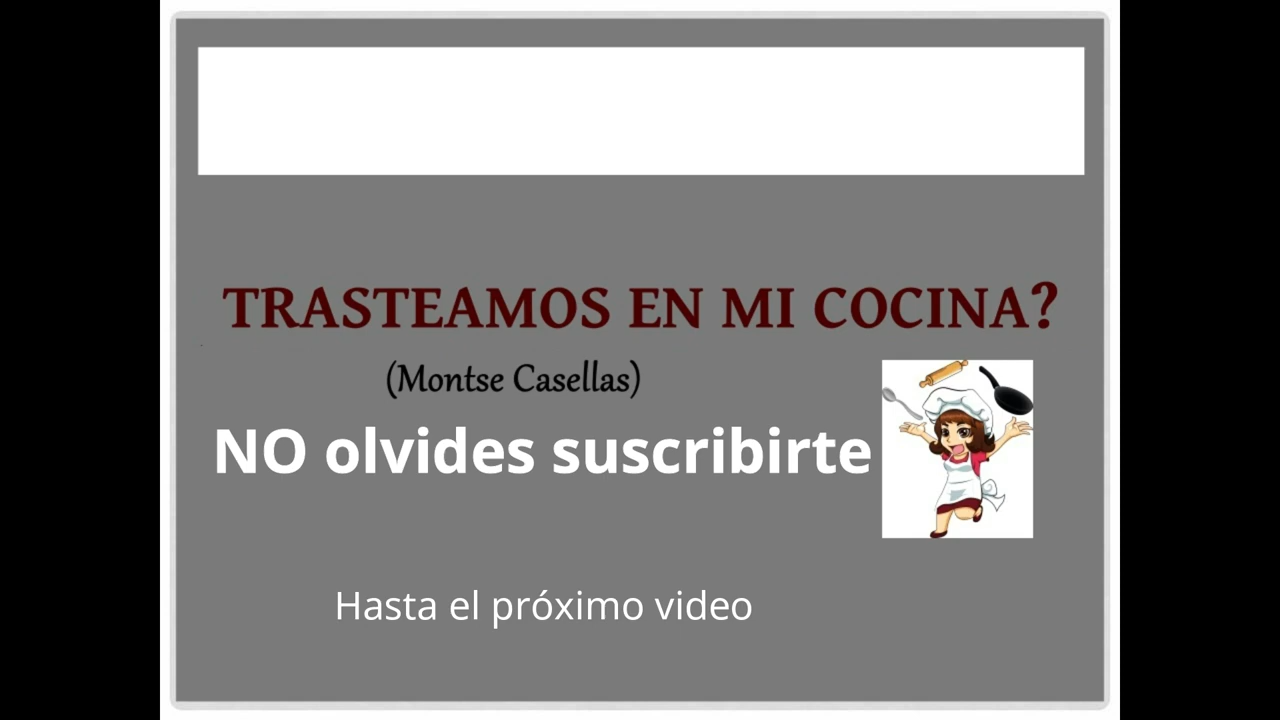 TRASTEAMOS EN MI COCINA?
(Montse Casellas)
NO olvides suscribirte
Hasta el próximo video